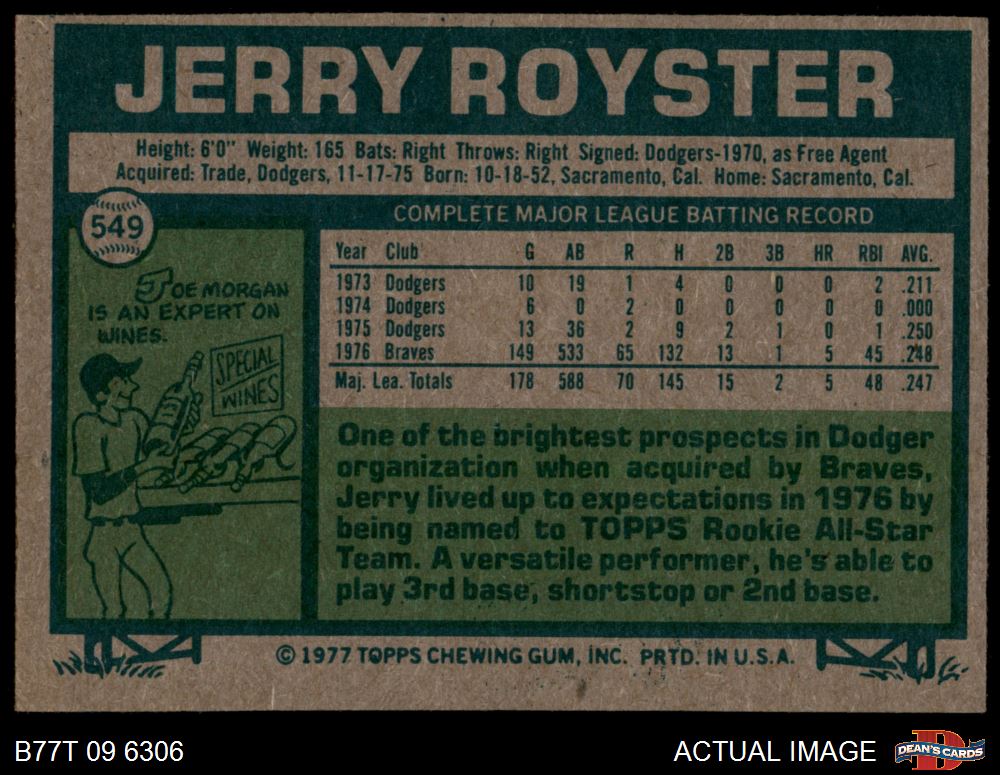 JERRY ROYSTER
Height: 6'0" Weight: 165 Bats: Right Throws: Right Signed: Dodgers-1970, as Free Agent
Acquired: Trade, Dodgers, 11-17-75 Born: 10-18-52, Sacramento, Cal. Home: Sacramento, Cal.
549
JOE MORGAN
IS AN EXPERT ON
WINES.
SPECIAL
WINES
COMPLETE MAJOR LEAGUE BATTING RECORD
Year Club G AB R H 2B 3B HR RBI AVG.
1973 Dodgers 10 19 1 4 0 0 0 2 .211
1974 Dodgers 6 0 2 0 0 0 0 0 .000
1975 Dodgers 13 36 2 9 2 1 0 1 .250
1976 Braves 149 533 65 132 13 1 5 45 .248
Maj. Lea. Totals 178 588 70 145 15 2 5 48 .247
One of the brightest prospects in Dodger
organization when acquired by Braves,
Jerry lived up to expectations in 1976 by
being named to TOPPS Rookie All-Star
Team. A versatile performer, he's able to
play 3rd base, shortstop or 2nd base.
© 1977 TOPPS CHEWING GUM, INC. PRTD. IN U.S.A.
B77T 09 6306
ACTUAL IMAGE
D
DEAN'S CARDS